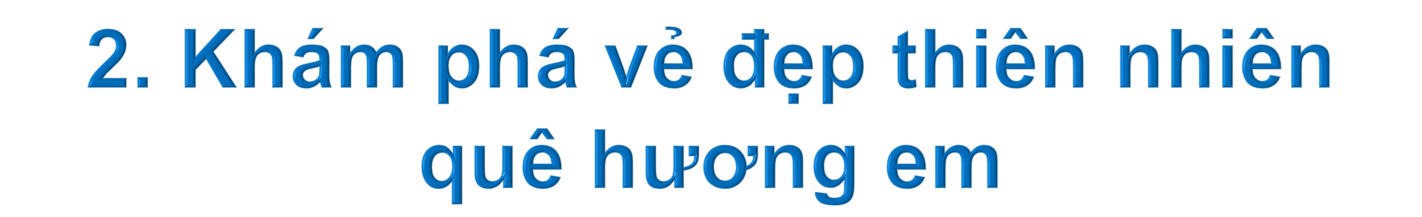 2. Khám phá vẻ đẹp thiên nhiên
quê hương em